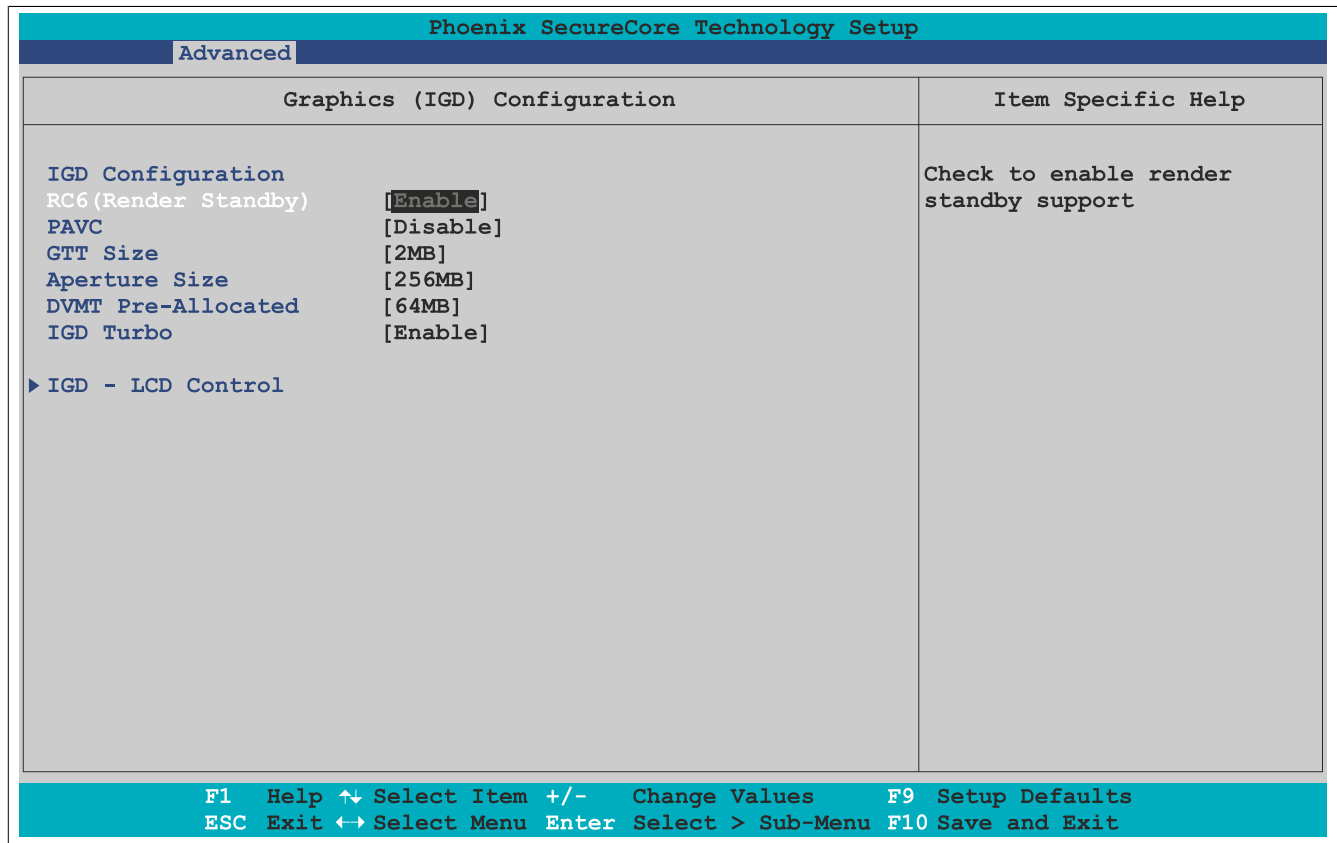 Phoenix SecureCore Technology Setup
Advanced
Graphics (IGD) Configuration
Item Specific Help
IGD Configuration
RC6(Render Standby) [Enable]
PAVC [Disable]
GTT Size [2MB]
Aperture Size [256MB]
DVMT Pre-Allocated [64MB]
IGD Turbo [Enable]
IGD - LCD Control
Check to enable render
standby support
F1 Help Select Item +/- Change Values F9 Setup Defaults
ESC Exit Select Menu Enter Select > Sub-Menu F10 Save and Exit